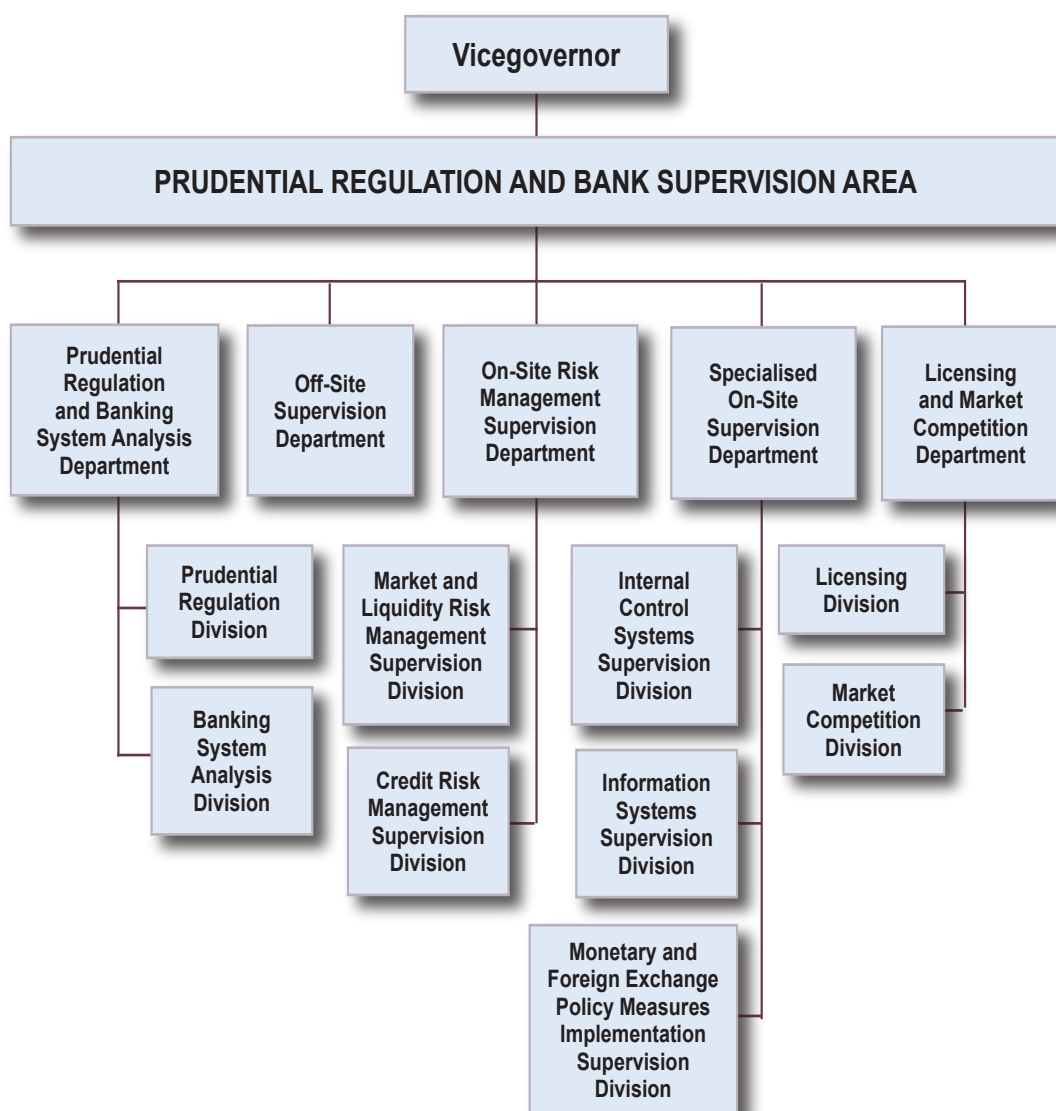 Vicegovernor
PRUDENTIAL REGULATION AND BANK SUPERVISION AREA
Prudential
Regulation
and Banking
System Analysis
Department
Off-Site
Supervision
Department
On-Site Risk
Management
Supervision
Department
Specialised
On-Site
Supervision
Department
Licensing
and Market
Competition
Department
Prudential
Regulation
Division
Banking
System
Analysis
Division
Market and
Liquidity Risk
Management
Supervision
Division
Credit Risk
Management
Supervision
Division
Internal
Control
Systems
Supervision
Division
Information
Systems
Supervision
Division
Monetary and
Foreign Exchange
Policy Measures
Implementation
Supervision
Division
Licensing
Division
Market
Competition
Division